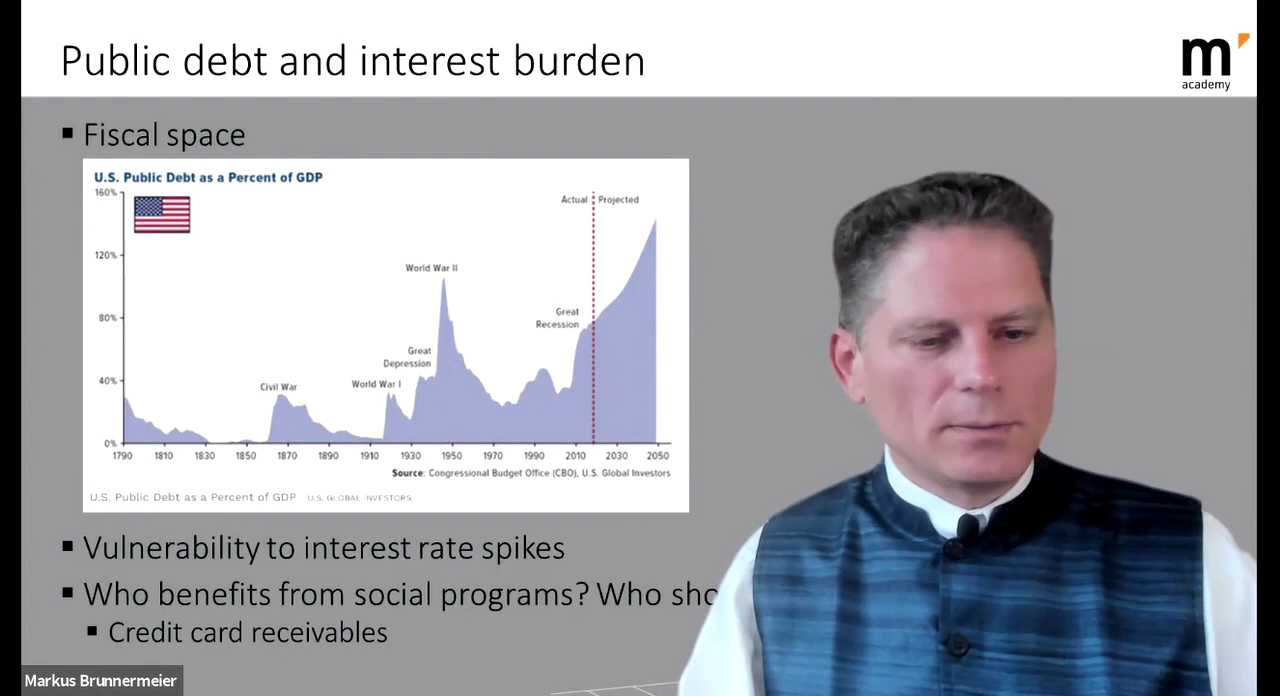 Public debt and interest burden
m'
academy
▪ Fiscal space
U.S. Public Debt as a Percent of GDP
160%
120%
80%
40%
0%
Actual Projected
World War II
Great
Recession
Great
Depression
Civil War
World War I
1790 1810 1830 1850 1870 1890 1910 1930 1950 1970 1990 2010 2030 2050
Source: Congressional Budget Office (CBO), U.S. Global Investors
U.S. Public Debt as a Percent of GDP U.S. GLOBAL INVESTORS
▪ Vulnerability to interest rate spikes
▪ Who benefits from social programs? Who
▪ Credit card receivables
Markus Brunnermeier